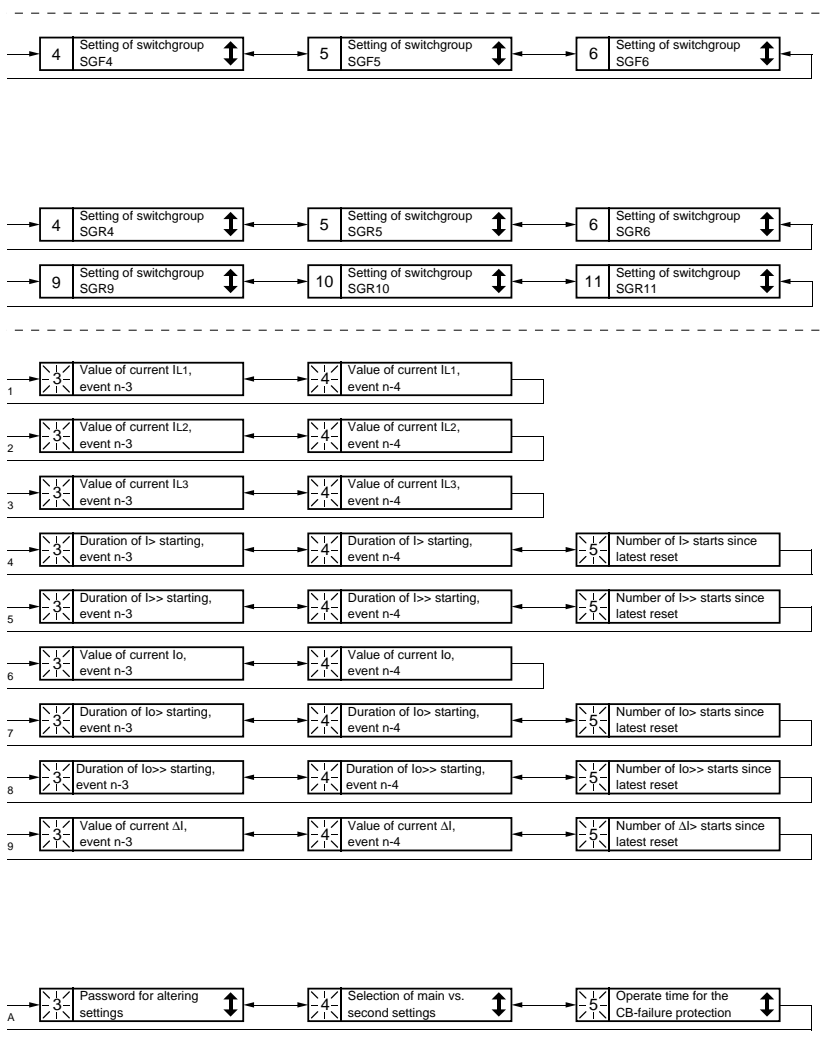 4 Setting of switchgroup
SGF4
5 Setting of switchgroup
SGF5
6 Setting of switchgroup
SGF6
4 Setting of switchgroup
SGR4
5 Setting of switchgroup
SGR5
6 Setting of switchgroup
SGR6
9 Setting of switchgroup
SGR9
10 Setting of switchgroup
SGR10
11 Setting of switchgroup
SGR11
1
3 Value of current IL1,
event n-3
4 Value of current IL1,
event n-4
2
3 Value of current IL2,
event n-3
4 Value of current IL2,
event n-4
3
3 Value of current IL3
event n-3
4 Value of current IL3,
event n-4
4
3 Duration of I> starting,
event n-3
4 Duration of I> starting,
event n-4
5 Number of I> starts since
latest reset
5
3 Duration of I>> starting,
event n-3
4 Duration of I>> starting,
event n-4
5 Number of I>> starts since
latest reset
6
3 Value of current Io,
event n-3
4 Value of current Io,
event n-4
7
3 Duration of Io> starting,
event n-3
4 Duration of Io> starting,
event n-4
5 Number of Io> starts since
latest reset
8
3 Duration of Io>> starting,
event n-3
4 Duration of Io>> starting,
event n-4
5 Number of Io>> starts since
latest reset
9
3 Value of current ΔI,
event n-3
4 Value of current ΔI,
event n-4
5 Number of ΔI> starts since
latest reset
A
3 Password for altering
settings
4 Selection of main vs.
second settings
5 Operate time for the
CB-failure protection